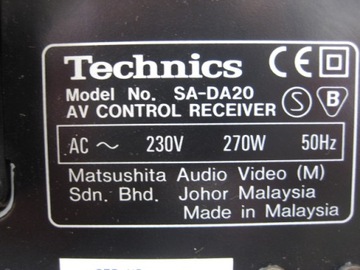 Technics CE
Model No. SA-DA20
AV CONTROL RECEIVER S B
AC ~ 230V 270W 50Hz
Matsushita Audio Video (M)
Sdn. Bhd. Johor Malaysia
Made in Malaysia